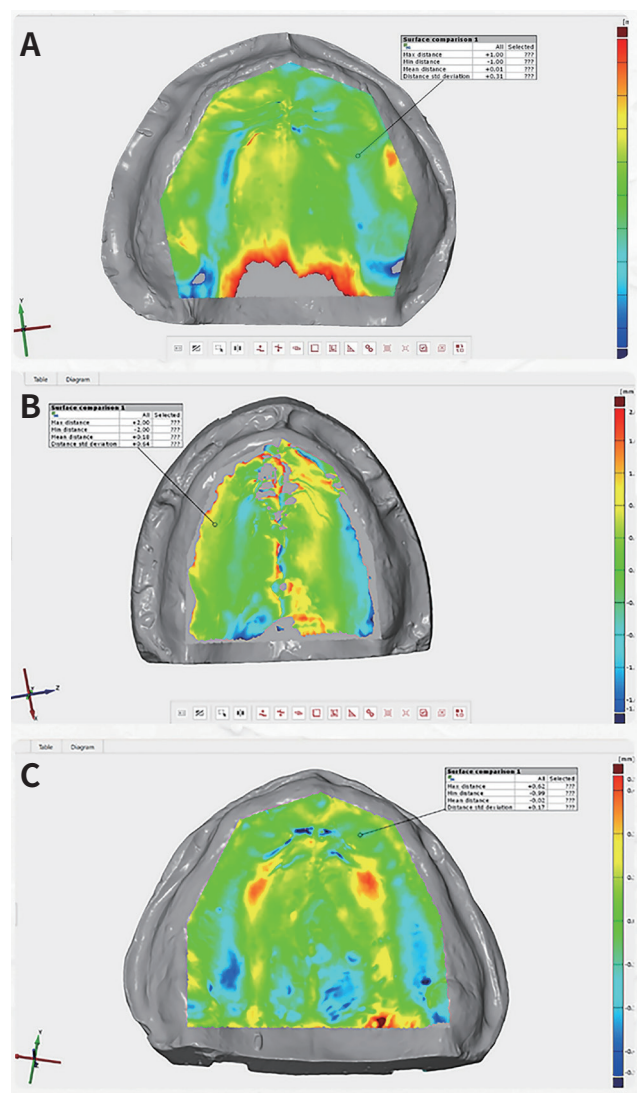 A
Surface comparison 1
All Selected
Max distance +1.00 ???
Min distance -1.00 ???
Mean distance +0.01 ???
Distance std deviation +0.31 ???
Y
Table Diagram
B
[mm
Surface comparison 1
All Selected
Max distance +2.00 ???
Min distance -2.00 ???
Mean distance +0.18 ???
Distance std deviation +0.64 ???
Z
Table Diagram
C
[mm]
Surface comparison 1
All Selected
Max distance +0.62 ???
Min distance -0.99 ???
Mean distance -0.02 ???
Distance std deviation +0.17 ???
Y